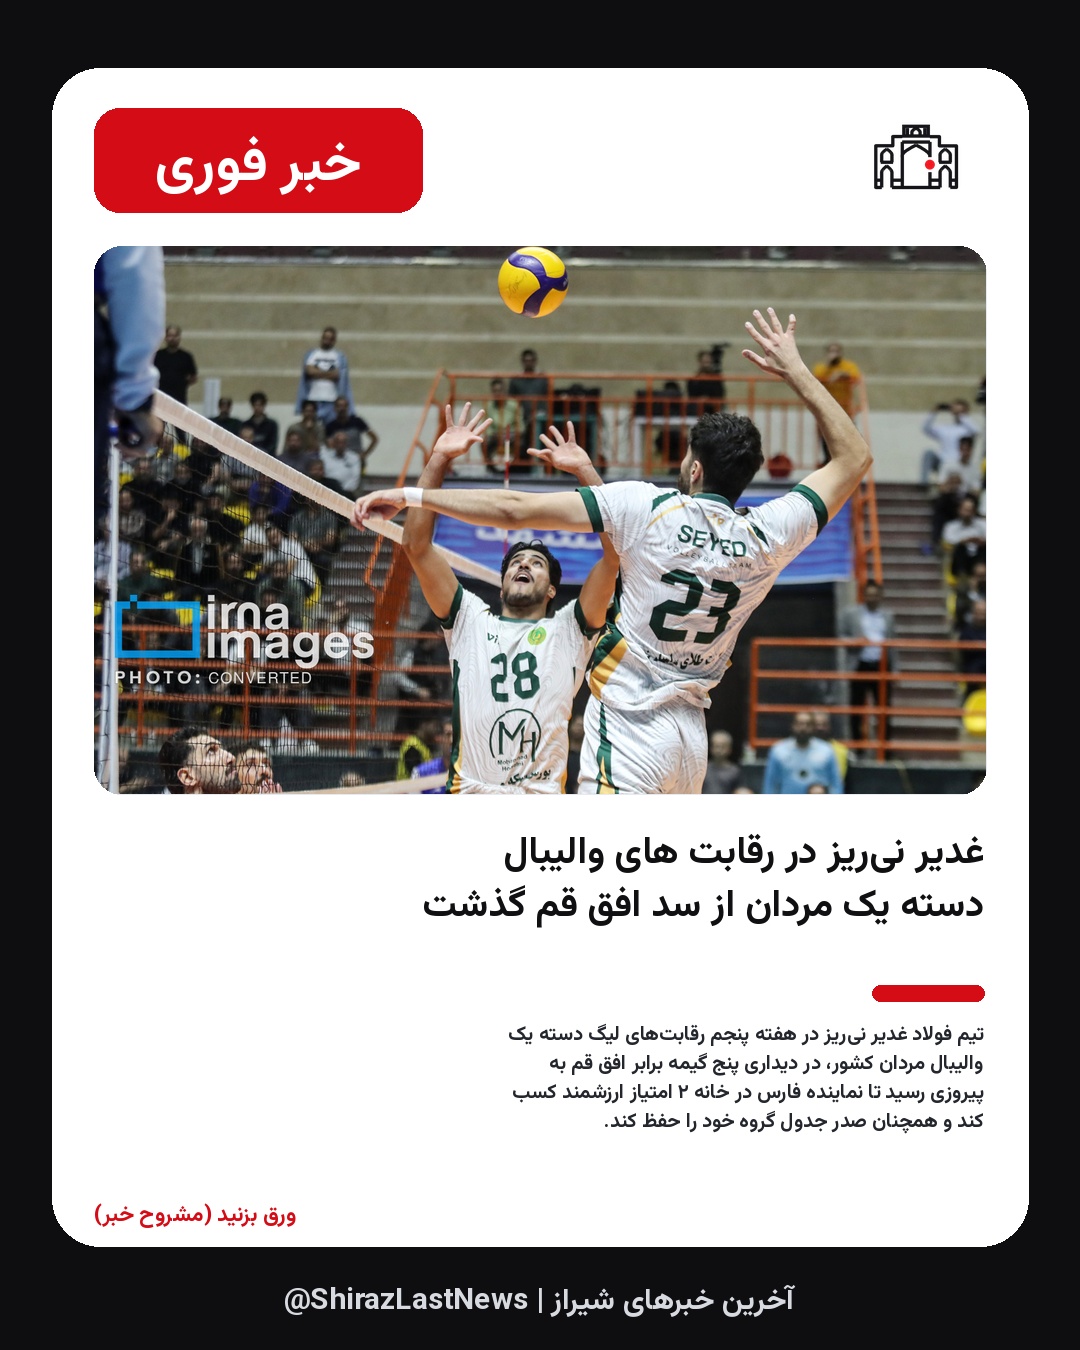 خبر فوری
SEYED
VOLLEYBALL TEAM
23
28
MH
irna
images
PHOTO: CONVERTED
غدیر نی‌ریز در رقابت های والیبال
دسته یک مردان از سد افق قم گذشت
تیم فولاد غدیر نی‌ریز در هفته پنجم رقابت‌های لیگ دسته یک
والیبال مردان کشور، در دیداری پنج گیمه برابر افق قم به
پیروزی رسید تا نماینده فارس در خانه ۲ امتیاز ارزشمند کسب
کند و همچنان صدر جدول گروه خود را حفظ کند.
ورق بزنید (مشروح خبر)
آخرین خبرهای شیراز | @ShirazLastNews